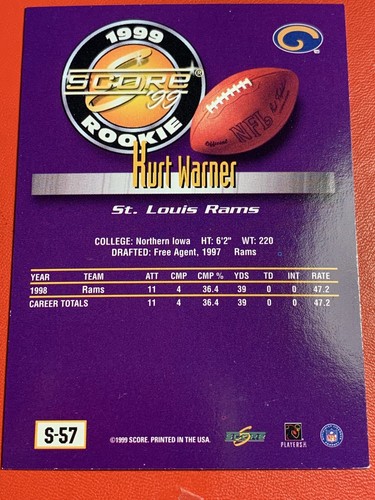 1999
SCORE
'99
ROOKIE
Official
NFL
Kurt Warner
St. Louis Rams
COLLEGE: Northern Iowa HT: 6'2" WT: 220
DRAFTED: Free Agent, 1997 Rams
YEAR TEAM ATT CMP CMP % YDS TD INT RATE
1998 Rams 11 4 36.4 39 0 0 47.2
CAREER TOTALS 11 4 36.4 39 0 0 47.2
S-57
©1999 SCORE. PRINTED IN THE USA.
SCORE
PLAYERS